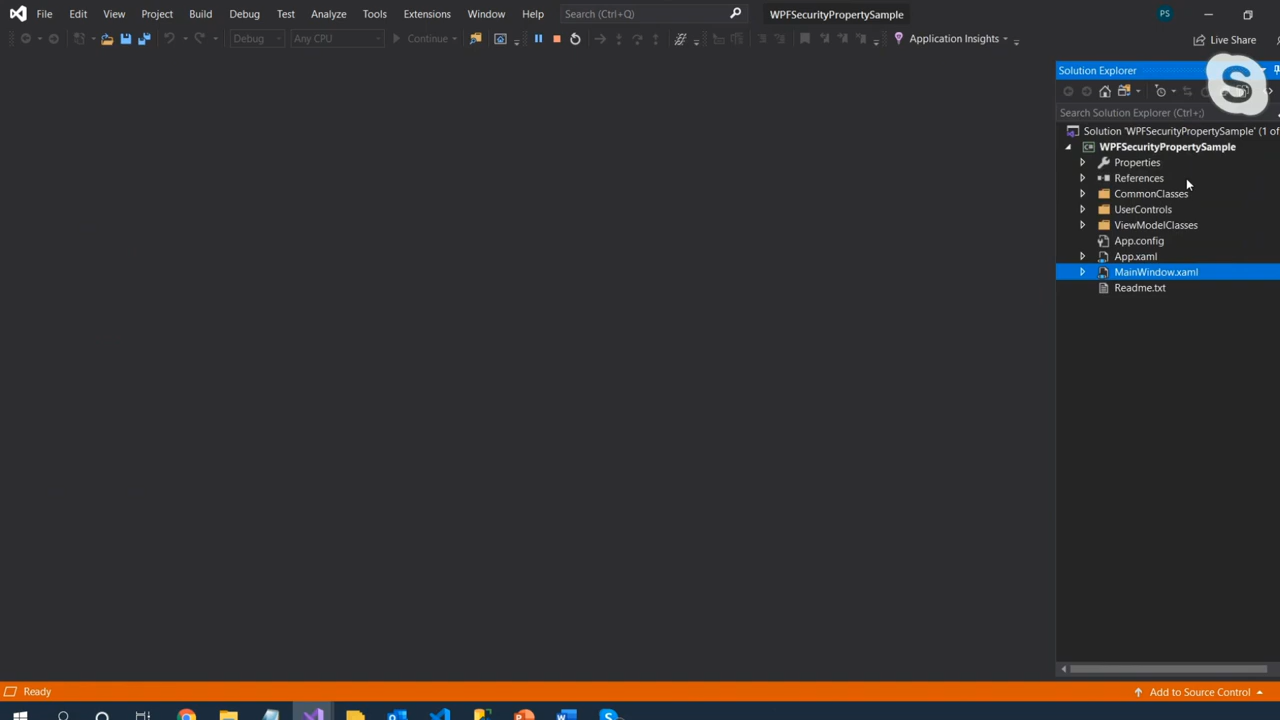 File Edit View Project Build Debug Test Analyze Tools Extensions Window Help Search (Ctrl+Q) WPFSecurityPropertySample PS
Debug Any CPU Continue Application Insights Live Share
Solution Explorer
Search Solution Explorer (Ctrl+;)
Solution 'WPFSecurityPropertySample' (1 of
WPFSecurityPropertySample
Properties
References
CommonClasses
UserControls
ViewModelClasses
App.config
App.xaml
MainWindow.xaml
Readme.txt
Ready Add to Source Control